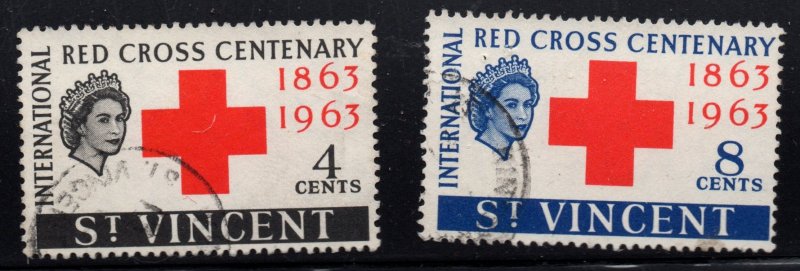 INTERNATIONAL
RED CROSS CENTENARY
1863
1963
4
CENTS
ST VINCENT
INTERNATIONAL
RED CROSS CENTENARY
1863
1963
8
CENTS
ST VINCENT